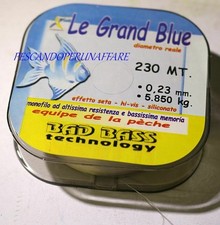 Le Grand Blue
diametro reale
PESCANDOPERUNAFFARE
230 MT.
: 0,23 mm.
: 5.850 kg.
effetto seta - hi-vis - siliconato
monofilo ad altissima resistenza e bassissima memoria
equipe de la pèche
BAD BASS
technology